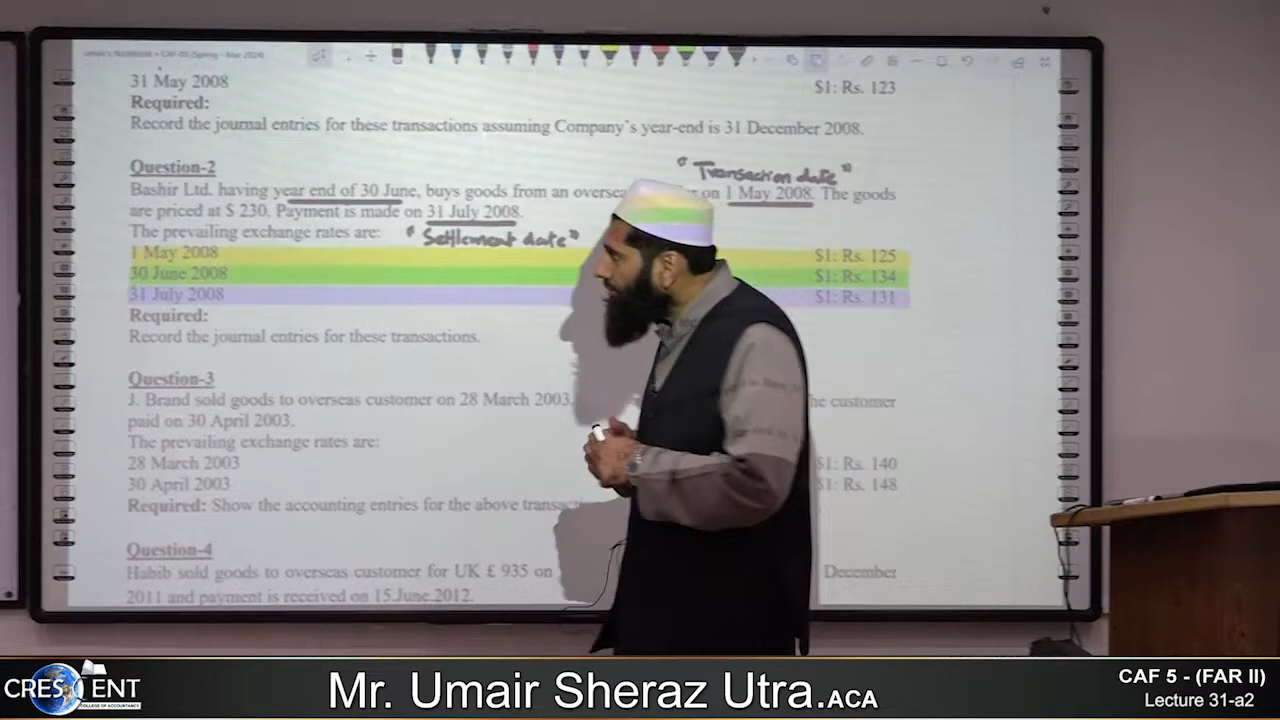 31 May 2008 $1: Rs. 123
Required:
Record the journal entries for these transactions assuming Company's year-end is 31 December 2008.
Question-2
"Transaction date"
Bashir Ltd. having year end of 30 June, buys goods from an on 1 May 2008. The goods
are priced at $ 230. Payment is made on 31 July 2008.
The prevailing exchange rates are: "Settlement date"
1 May 2008 $1: Rs. 125
30 June 2008 $1: Rs. 134
31 July 2008 $1: Rs. 131
Required:
Record the journal entries for these transactions.
Question-3
J. Brand sold goods to overseas customer on 28 March 2003. customer
paid on 30 April 2003.
The prevailing exchange rates are:
28 March 2003 $1: Rs. 140
30 April 2003 $1: Rs. 148
Required: Show the accounting entries for the above
Question-4
Habib sold goods to overseas customer for UK £ 935 on December
2011 and payment is received on 15.June.2012.
CRESCENT
COLLEGE OF ACCOUNTANCY
Mr. Umair Sheraz Utra.ACA
CAF 5 - (FAR II)
Lecture 31-a2